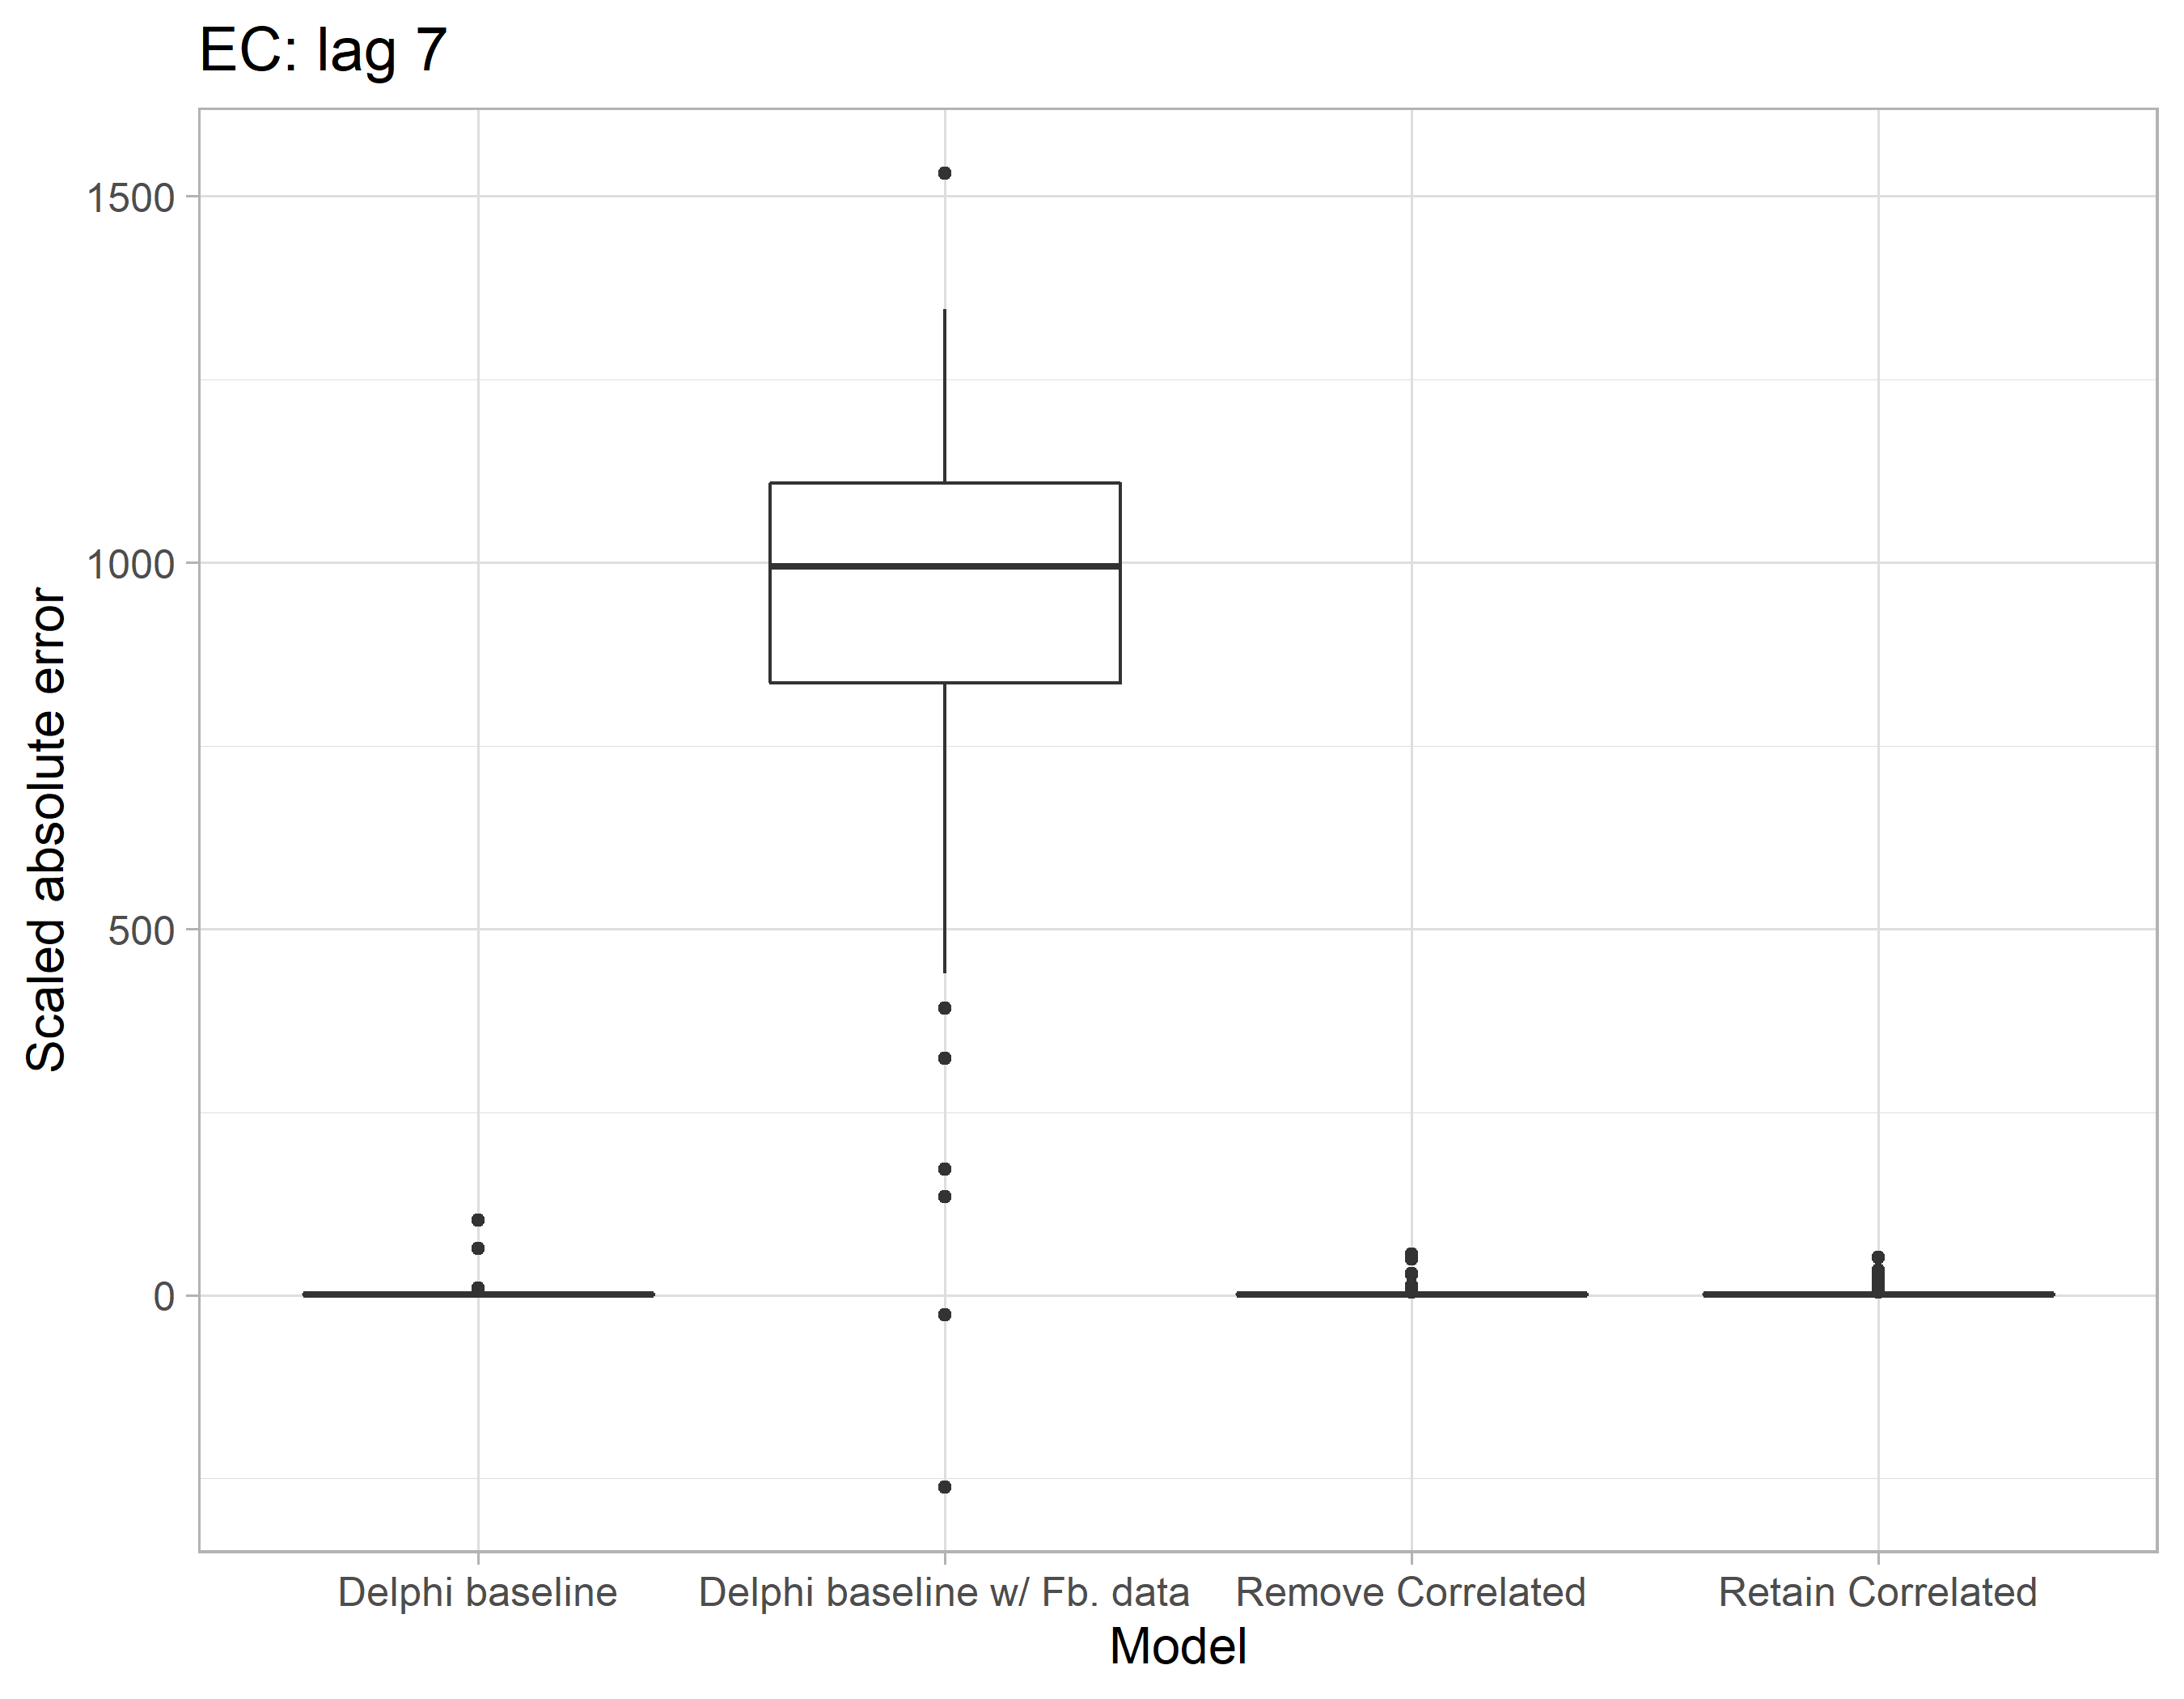 EC: lag 7
Scaled absolute error
1500
1000
500
0
Delphi baseline
Delphi baseline w/ Fb. data
Remove Correlated
Retain Correlated
Model